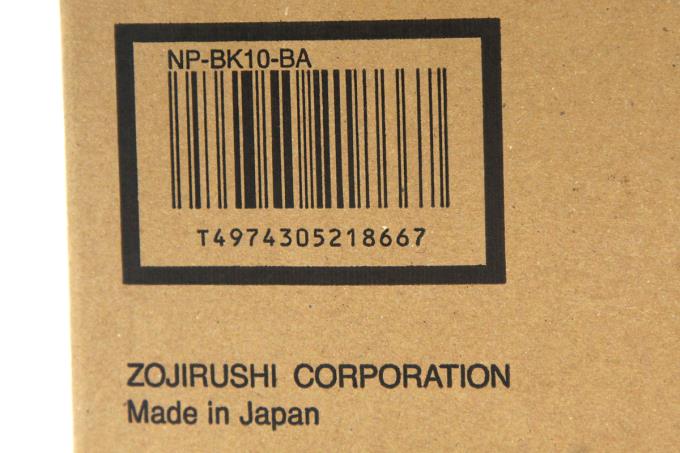 NP-BK10-BA
T4974305218667
ZOJIRUSHI CORPORATION
Made in Japan